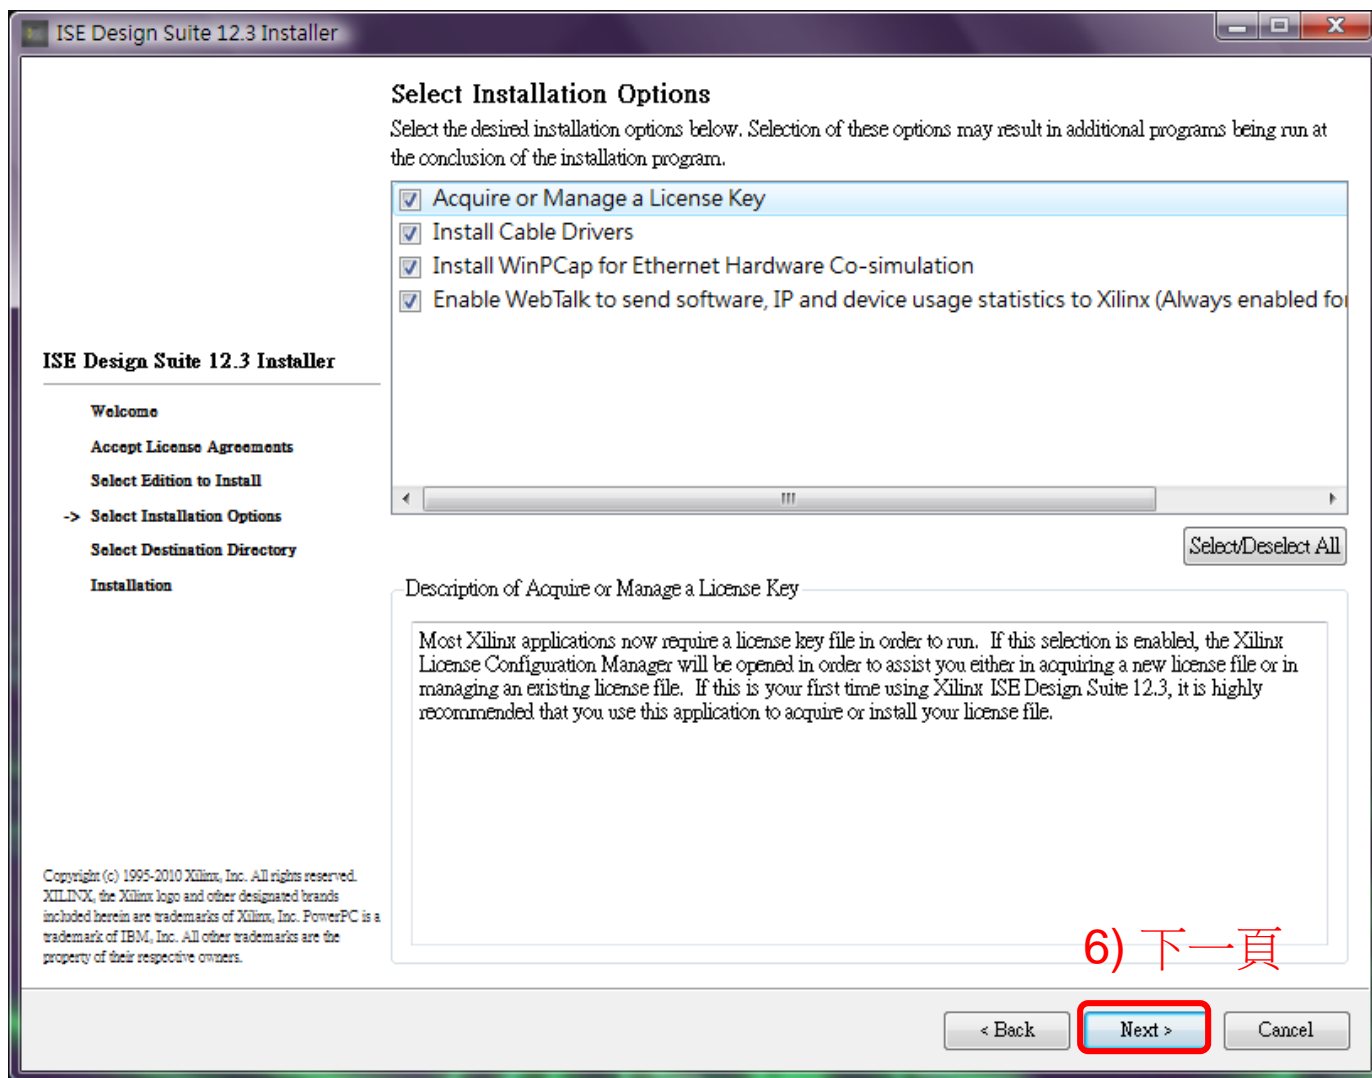 ISE Design Suite 12.3 Installer
Select Installation Options
Select the desired installation options below. Selection of these options may result in additional programs being run at
the conclusion of the installation program.
Acquire or Manage a License Key
Install Cable Drivers
Install WinPCap for Ethernet Hardware Co-simulation
Enable WebTalk to send software, IP and device usage statistics to Xilinx (Always enabled for
ISE Design Suite 12.3 Installer
Welcome
Accept License Agreements
Select Edition to Install
-> Select Installation Options
Select Destination Directory
Installation
Select/Deselect All
Description of Acquire or Manage a License Key
Most Xilinx applications now require a license key file in order to run. If this selection is enabled, the Xilinx
License Configuration Manager will be opened in order to assist you either in acquiring a new license file or in
managing an existing license file. If this is your first time using Xilinx ISE Design Suite 12.3, it is highly
recommended that you use this application to acquire or install your license file.
Copyright (c) 1995-2010 Xilinx, Inc. All rights reserved.
XILINX, the Xilinx logo and other designated brands
included herein are trademarks of Xilinx, Inc. PowerPC is a
trademark of IBM, Inc. All other trademarks are the
property of their respective owners.
6) 下一頁
< Back
Next >
Cancel